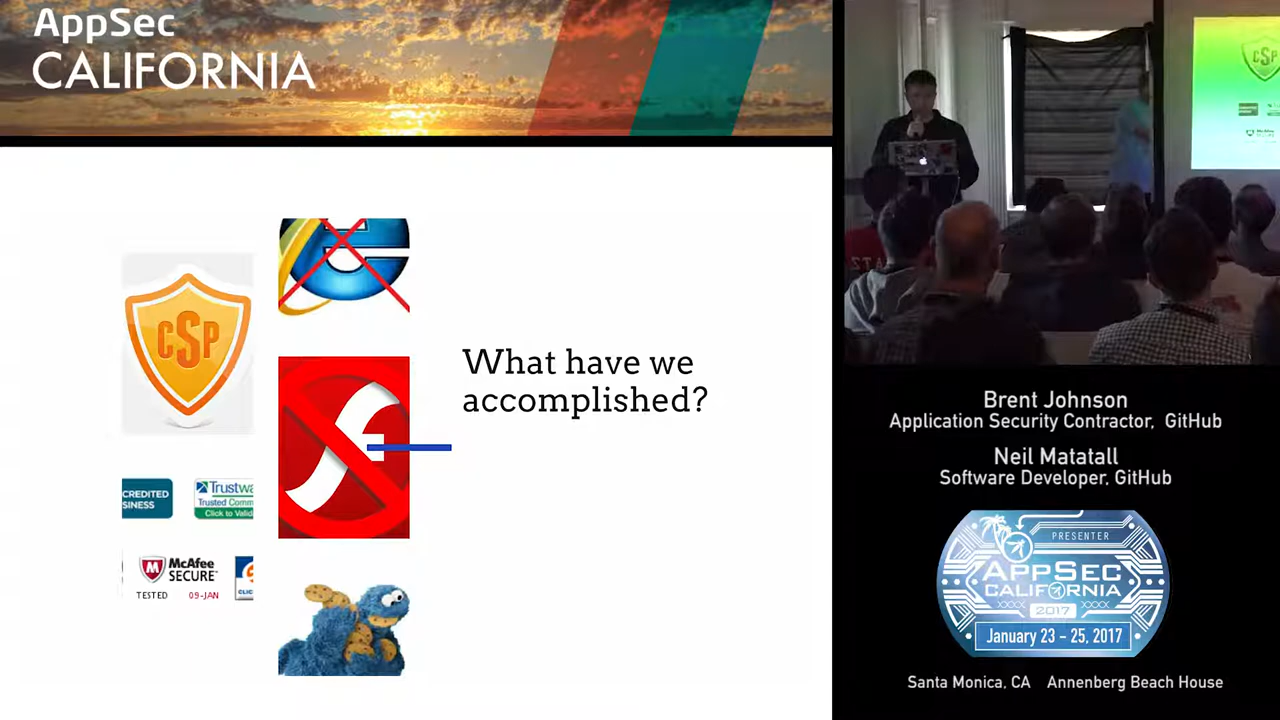 AppSec
CALIFORNIA
CSP
CREDITED
SINESS
Trustwa
Trusted Comm
Click to Valid
McAfee
SECURE
TESTED 09-JAN
CLIC
What have we
accomplished?
CSP
Brent Johnson
Application Security Contractor, GitHub
Neil Matatall
Software Developer, GitHub
PRESENTER
APPSEC
CALIFORNIA
2017
January 23 - 25, 2017
Santa Monica, CA Annenberg Beach House